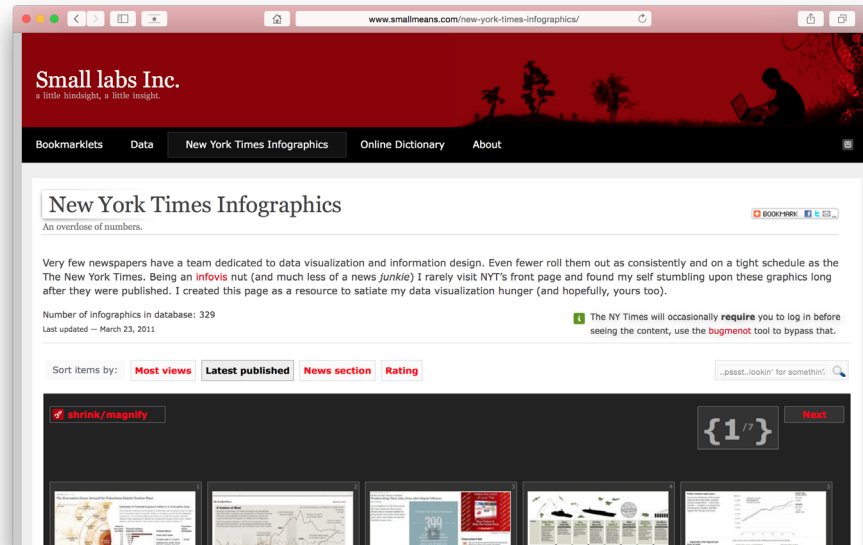 www.smallmeans.com/new-york-times-infographics/
Small labs Inc.
a little hindsight, a little insight.
Bookmarklets Data New York Times Infographics Online Dictionary About
New York Times Infographics
An overdose of numbers.
BOOKMARK
Very few newspapers have a team dedicated to data visualization and information design. Even fewer roll them out as consistently and on a tight schedule as the
The New York Times. Being an infovis nut (and much less of a news junkie) I rarely visit NYT's front page and found my self stumbling upon these graphics long
after they were published. I created this page as a resource to satiate my data visualization hunger (and hopefully, yours too).
Number of infographics in database: 329
Last updated — March 23, 2011
The NY Times will occasionally require you to log in before
seeing the content, use the bugmenot tool to bypass that.
Sort items by: Most views Latest published News section Rating
..pssst..lookin' for somethin'
shrink/magnify
{1/7}
Next
1 2 3 4 5
A Century of Meat
399